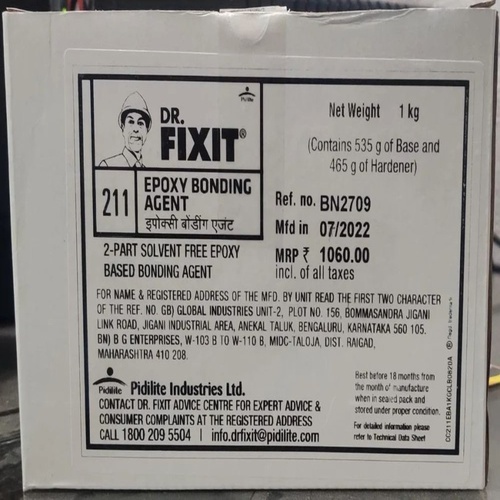 Pidilite
DR.
FIXIT®
211
EPOXY BONDING
AGENT
इपोक्सी बोंडींग एजंट
2-PART SOLVENT FREE EPOXY
BASED BONDING AGENT
Net Weight 1 kg
(Contains 535 g of Base and
465 g of Hardener)
Ref. no. BN2709
Mfd in 07/2022
MRP ₹ 1060.00
incl. of all taxes
FOR NAME & REGISTERED ADDRESS OF THE MFD. BY UNIT READ THE FIRST TWO CHARACTER
OF THE REF. NO. GB) GLOBAL INDUSTRIES UNIT-2, PLOT NO. 156, BOMMASANDRA JIGANI
LINK ROAD, JIGANI INDUSTRIAL AREA, ANEKAL TALUK, BENGALURU, KARNATAKA 560 105.
BN) B G ENTERPRISES, W-103 B TO W-110 B, MIDC-TALOJA, DIST. RAIGAD,
MAHARASHTRA 410 208.
Pidilite Pidilite Industries Ltd.
CONTACT DR. FIXIT ADVICE CENTRE FOR EXPERT ADVICE &
CONSUMER COMPLAINTS AT THE REGISTERED ADDRESS
CALL 1800 209 5504 | info.drfixit@pidilite.com
Best before 18 months from
the month of manufacture
when in sealed pack and
stored under proper condition.
For detailed information please
refer to Technical Data Sheet
® Regd. Trademark